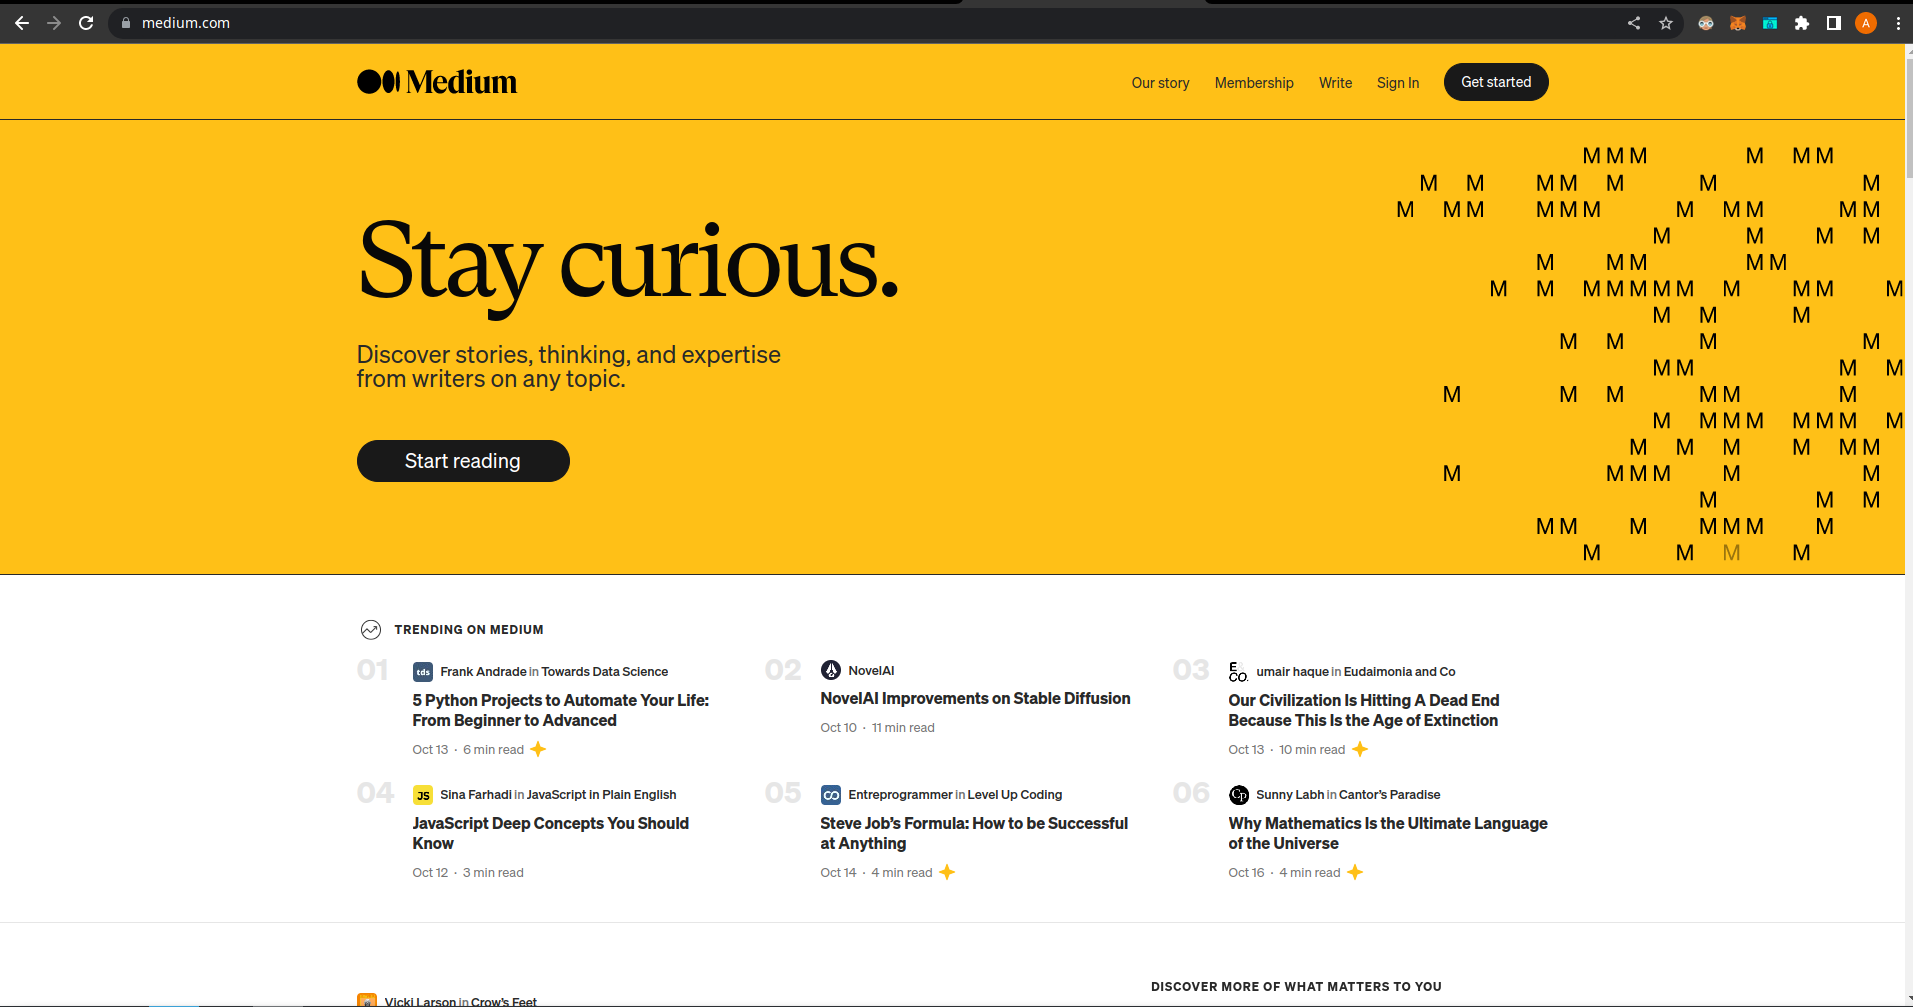 medium.com
A
Medium
Our story Membership Write Sign In Get started
M M M M M M
M M M M M M M
M M M M M M M M M M M
M M M M
M M M M M
M M M M M M M M M M M
M M M
M M M M
M M M M
M M M M M M
M M M M M M M M
M M M M M M
M M M M M M
M M M
M M M M M M M
M M M M
Stay curious.
Discover stories, thinking, and expertise
from writers on any topic.
Start reading
TRENDING ON MEDIUM
01
tds Frank Andrade in Towards Data Science
5 Python Projects to Automate Your Life:
From Beginner to Advanced
Oct 13 · 6 min read
02
NovelAI
NovelAI Improvements on Stable Diffusion
Oct 10 · 11 min read
03
E
CO. umair haque in Eudaimonia and Co
Our Civilization Is Hitting A Dead End
Because This Is the Age of Extinction
Oct 13 · 10 min read
04
JS Sina Farhadi in JavaScript in Plain English
JavaScript Deep Concepts You Should
Know
Oct 12 · 3 min read
05
Entreprogrammer in Level Up Coding
Steve Job’s Formula: How to be Successful
at Anything
Oct 14 · 4 min read
06
CP Sunny Labh in Cantor’s Paradise
Why Mathematics Is the Ultimate Language
of the Universe
Oct 16 · 4 min read
Vicki Larson in Crow’s Feet
DISCOVER MORE OF WHAT MATTERS TO YOU